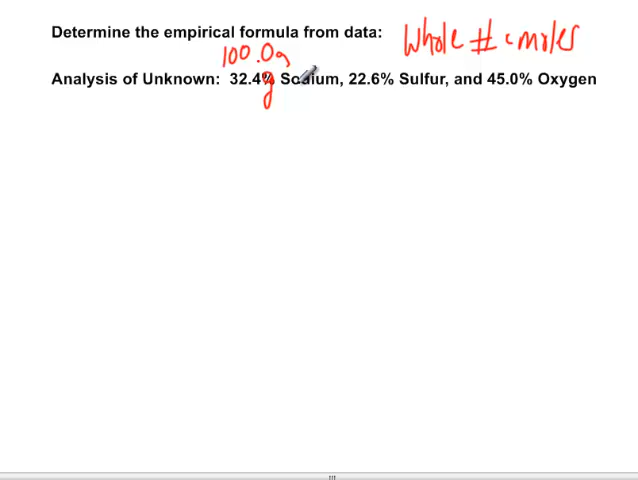 Determine the empirical formula from data: Whole # moles
100.0g
Analysis of Unknown: 32.4% Sodium, 22.6% Sulfur, and 45.0% Oxygen
g